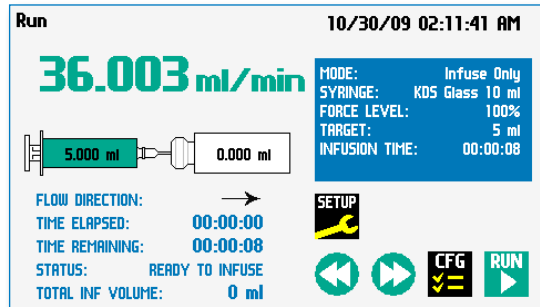 Run
10/30/09 02:11:41 AM
36.003 ml/min
MODE: Infuse Only
SYRINGE: KDS Glass 10 ml
FORCE LEVEL: 100%
TARGET: 5 ml
INFUSION TIME: 00:00:08
5.000 ml
0.000 ml
FLOW DIRECTION:
TIME ELAPSED: 00:00:00
TIME REMAINING: 00:00:08
STATUS: READY TO INFUSE
TOTAL INF VOLUME: 0 ml
SETUP
CFG
RUN